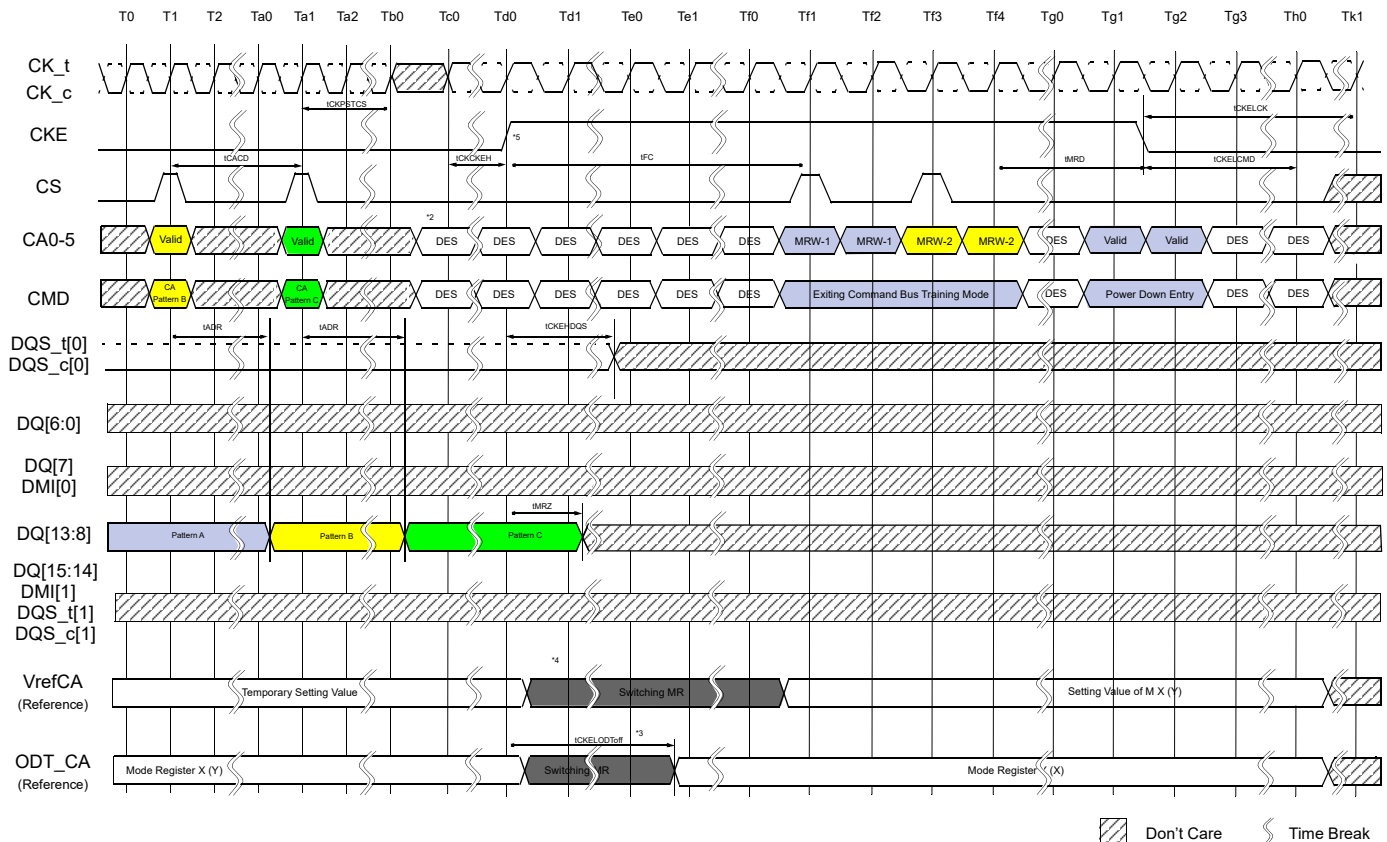 T0 T1 T2 Ta0 Ta1 Ta2 Tb0 Tc0 Td0 Td1 Te0 Te1 Tf0 Tf1 Tf2 Tf3 Tf4 Tg0 Tg1 Tg2 Tg3 Th0 Tk1
CK_t
CK_c
tCKPSTCS
tCKELCK
CKE
*5
tCACD
tCKCKEH
tFC
tMRD
tCKELCMD
CS
*2
CA0-5
Valid Valid DES DES DES DES DES DES MRW-1 MRW-1 MRW-2 MRW-2 DES Valid Valid DES DES
CMD
CA Pattern B CA Pattern C DES DES DES DES DES DES Exiting Command Bus Training Mode DES Power Down Entry DES DES
tADR tADR tCKEHDQS
DQS_t[0]
DQS_c[0]
DQ[6:0]
DQ[7]
DMI[0]
tMRZ
DQ[13:8]
Pattern A Pattern B Pattern C
DQ[15:14]
DMI[1]
DQS_t[1]
DQS_c[1]
*4
VrefCA
(Reference)
Temporary Setting Value Switching MR Setting Value of M X (Y)
tCKELODToff *3
ODT_CA
(Reference)
Mode Register X (Y) Switching MR Mode Register (X)
Don't Care Time Break